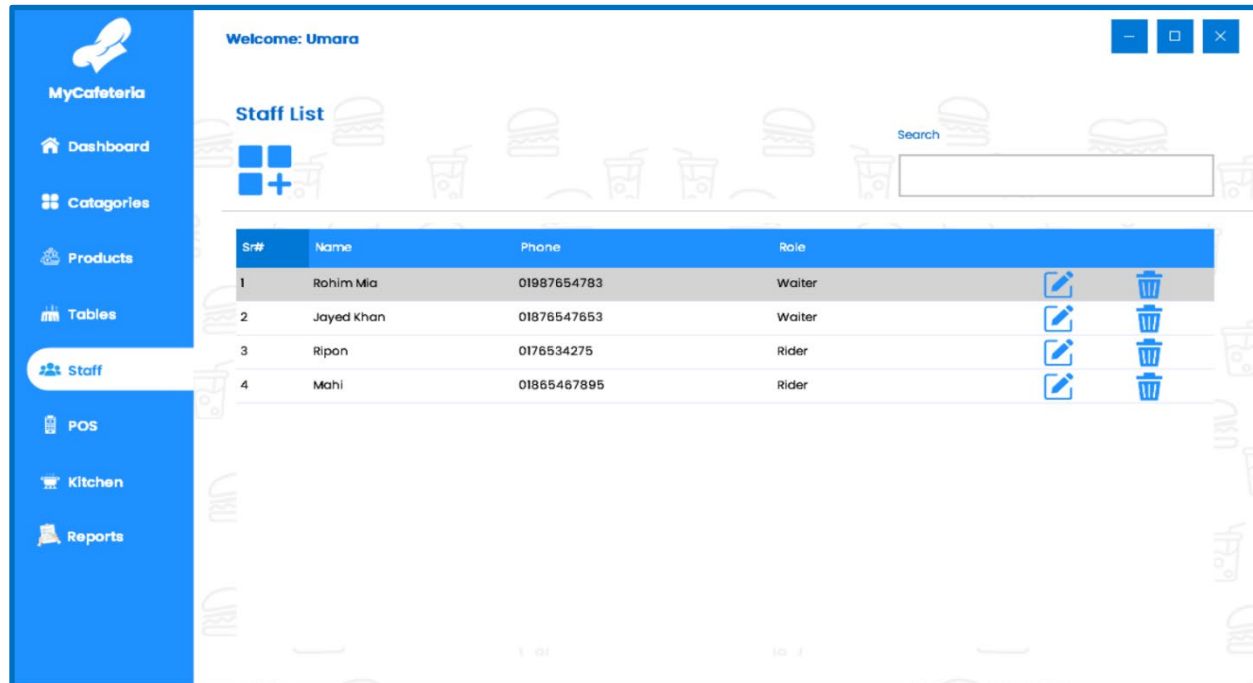 Welcome: Umara
MyCafeteria
Dashboard
Catagories
Products
Tables
Staff
POS
Kitchen
Reports
Staff List
Search
Sr# Name Phone Role
1 Rohim Mia 01987654783 Waiter
2 Jayed Khan 01876547653 Waiter
3 Ripon 0176534275 Rider
4 Mahi 01865467895 Rider